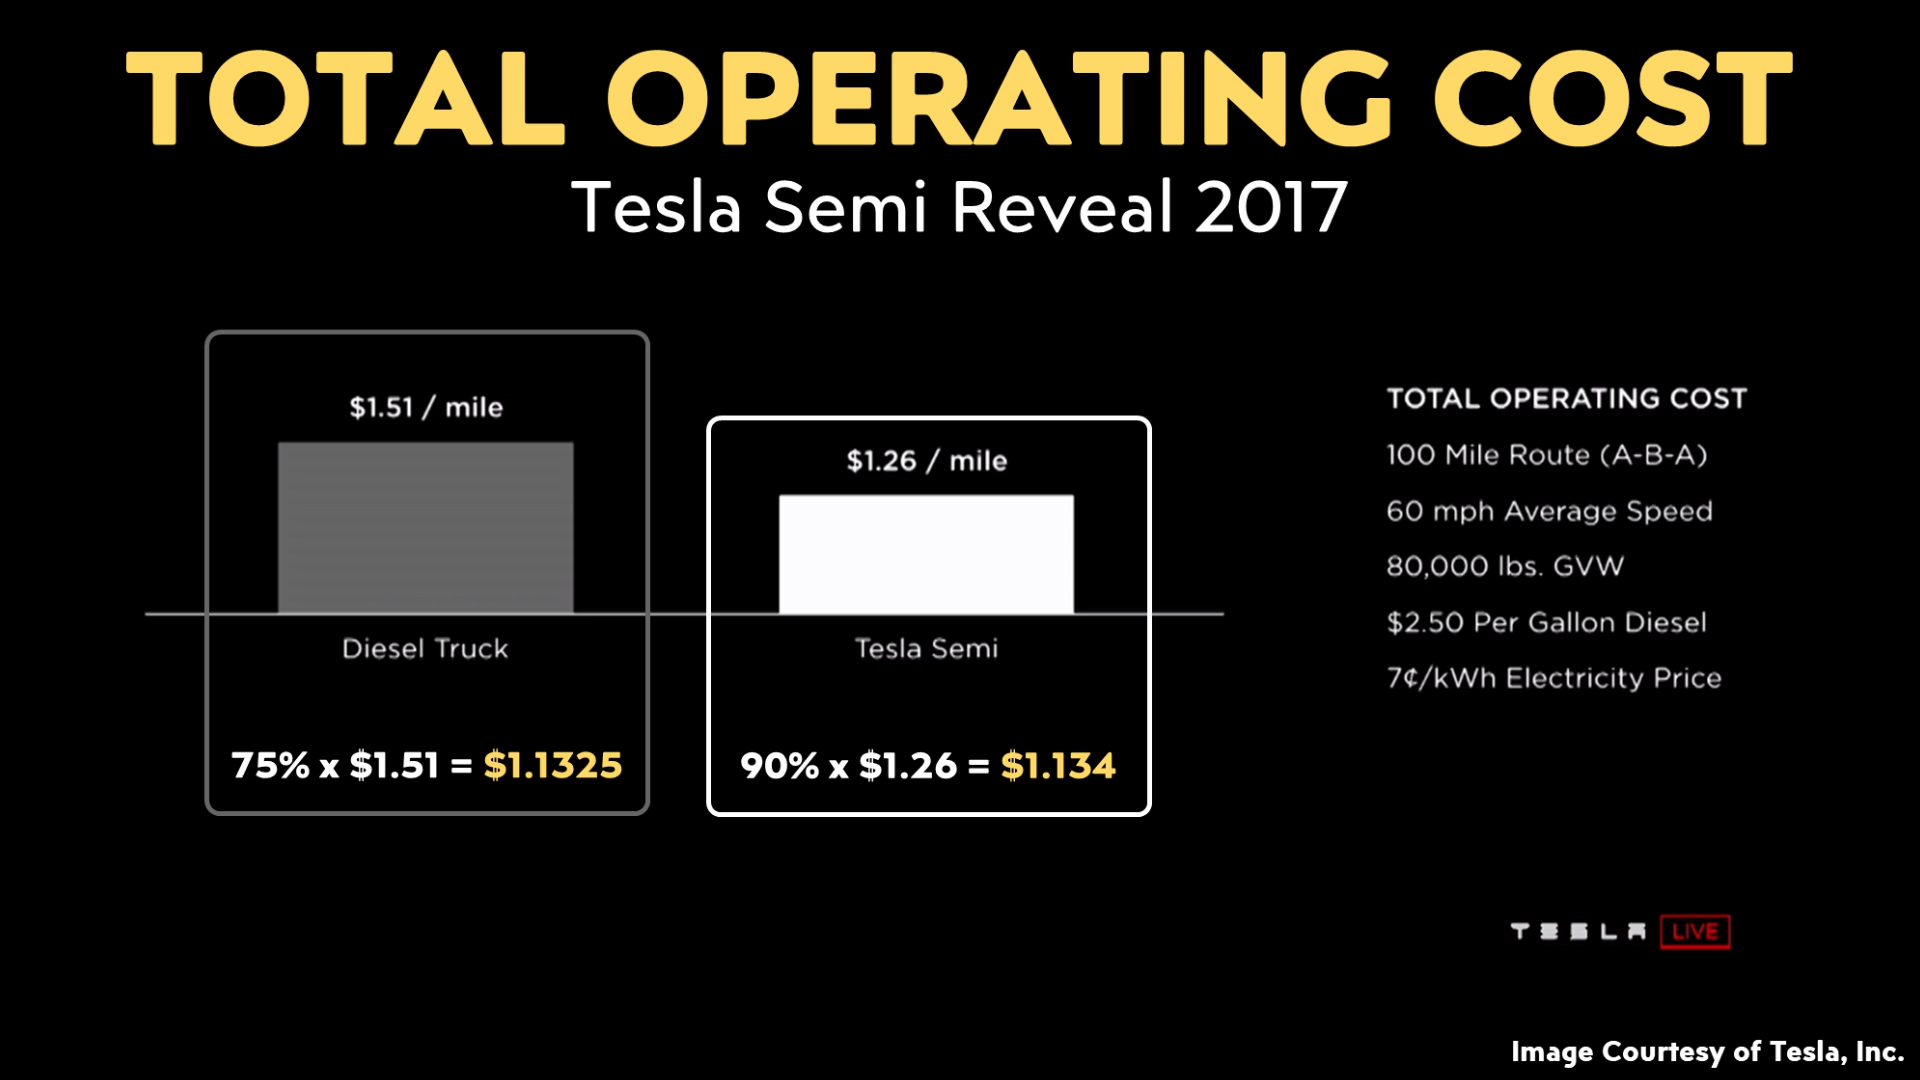 TOTAL OPERATING COST
Tesla Semi Reveal 2017
$1.51 / mile
Diesel Truck
75% x $1.51 = $1.1325
$1.26 / mile
Tesla Semi
90% x $1.26 = $1.134
TOTAL OPERATING COST
100 Mile Route (A-B-A)
60 mph Average Speed
80,000 lbs. GVW
$2.50 Per Gallon Diesel
7¢/kWh Electricity Price
TESLA LIVE
Image Courtesy of Tesla, Inc.